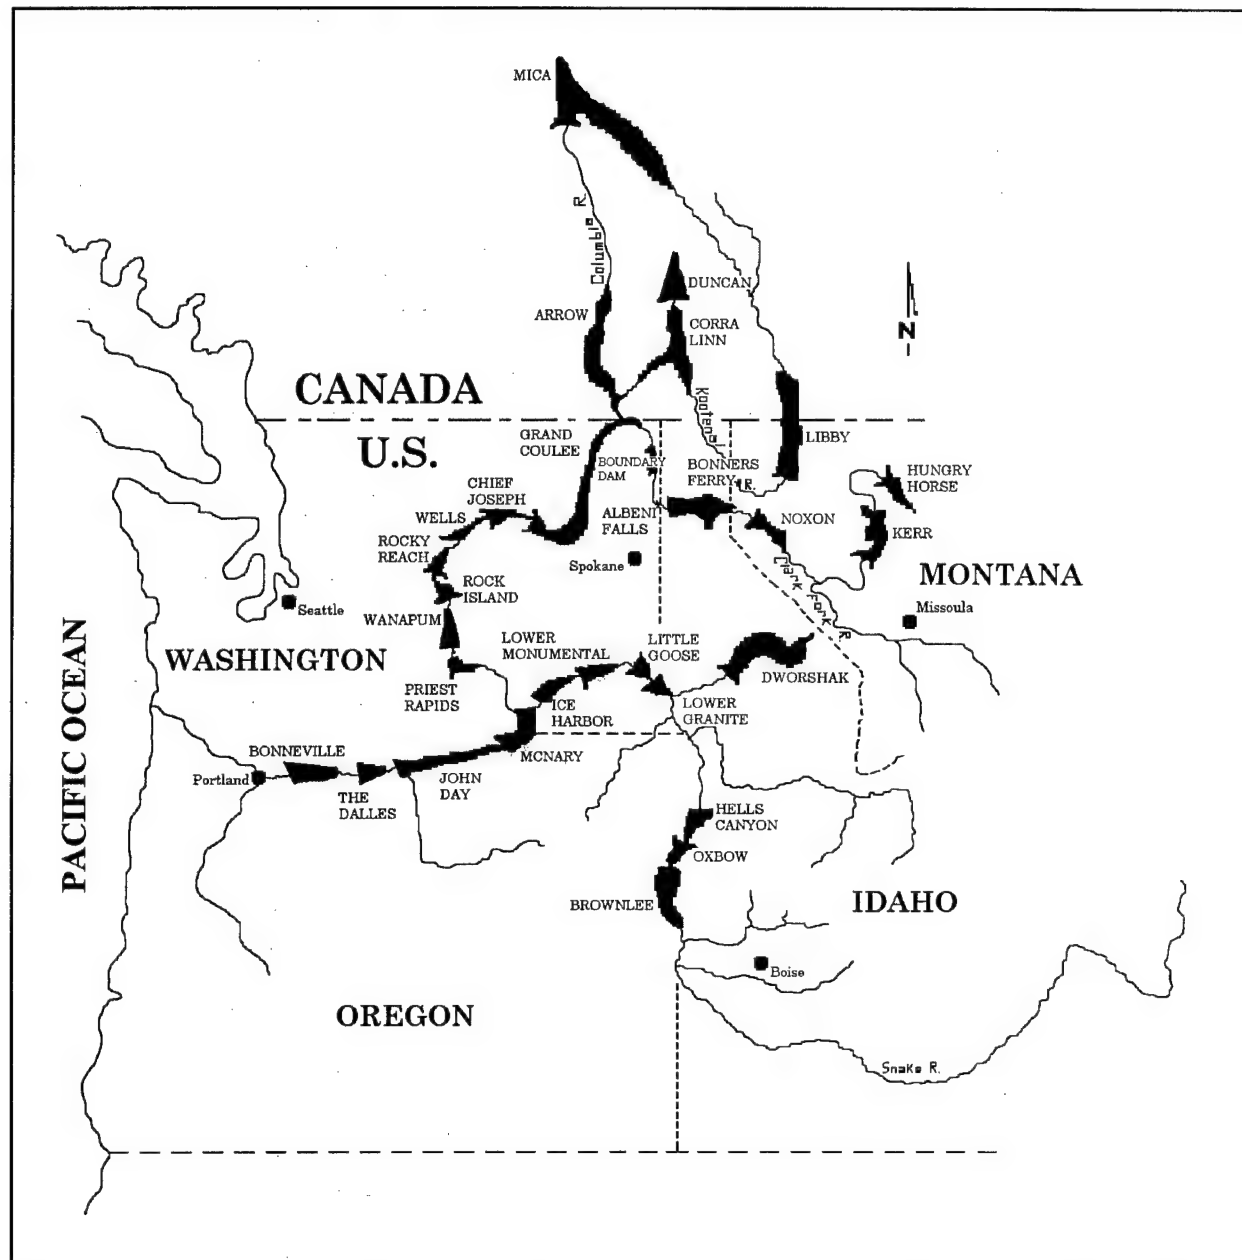 MICA
Columbia R.
DUNCAN
ARROW
CORRA
LINN
N
CANADA
Kootenai
R.
U.S.
GRAND
COULEE
BOUNDARY
DAM
BONNERS
FERRY
LIBBY
HUNGRY
HORSE
CHIEF
JOSEPH
WELLS
ALBENI
FALLS
NOXON
KERR
ROCKY
REACH
Spokane
Clark Fork R.
MONTANA
ROCK
ISLAND
Seattle
Missoula
WANAPUM
WASHINGTON
LOWER
MONUMENTAL
LITTLE
GOOSE
PRIEST
RAPIDS
DWORSHAK
ICE
HARBOR
LOWER
GRANITE
PACIFIC OCEAN
BONNEVILLE
MCNARY
Portland
JOHN
DAY
THE
DALLES
HELLS
CANYON
OXBOW
BROWNLEE
IDAHO
Boise
OREGON
Snake R.